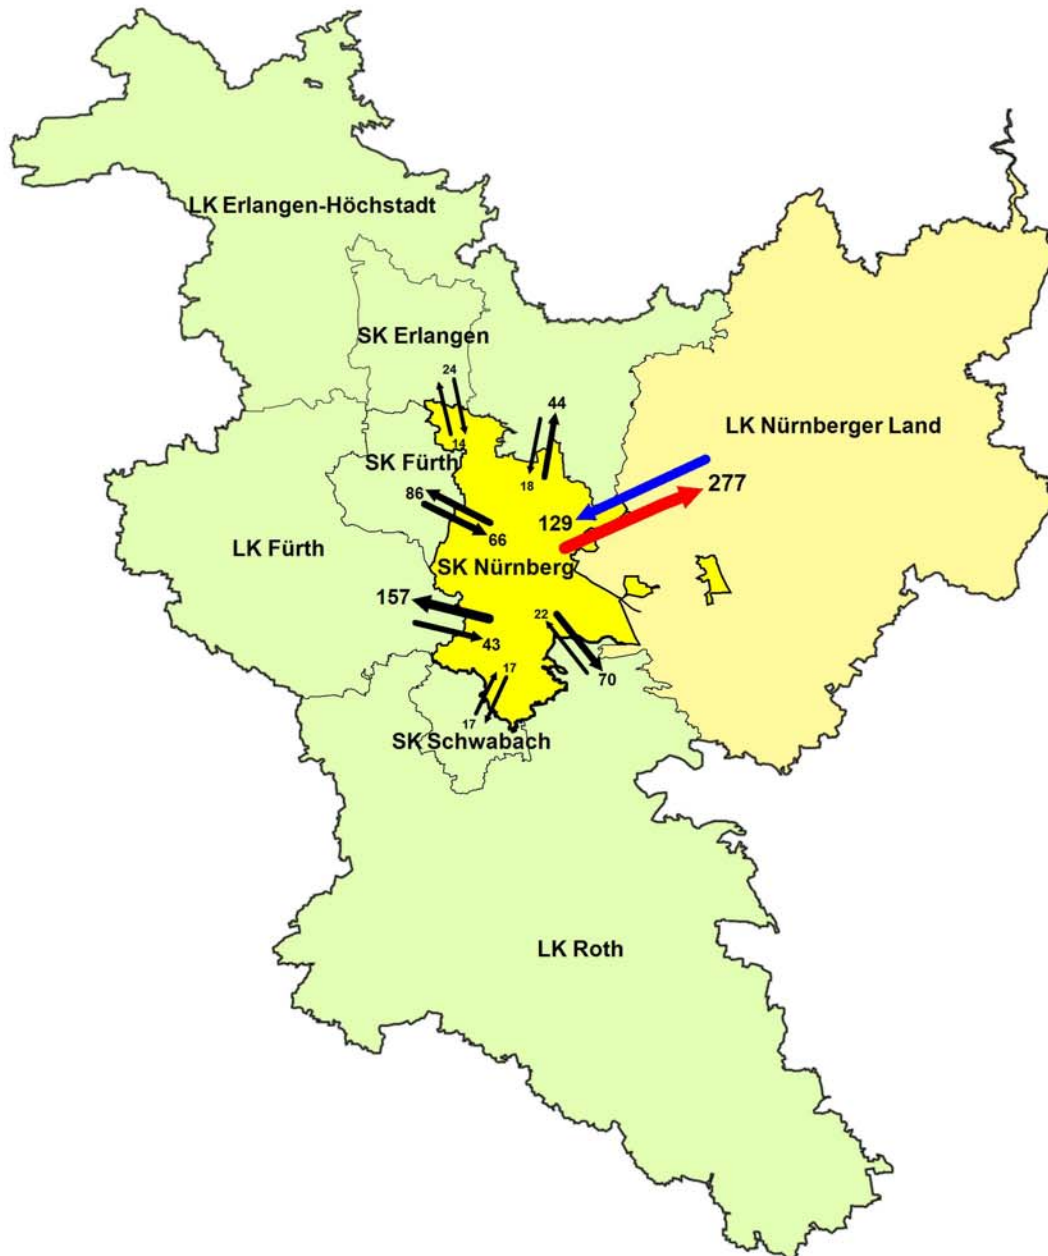 LK Erlangen-Höchstadt
SK Erlangen
24
14
44
18
LK Nürnberger Land
SK Fürth
86
66
277
129
LK Fürth
SK Nürnberg
157
43
22
70
17
17
SK Schwabach
LK Roth